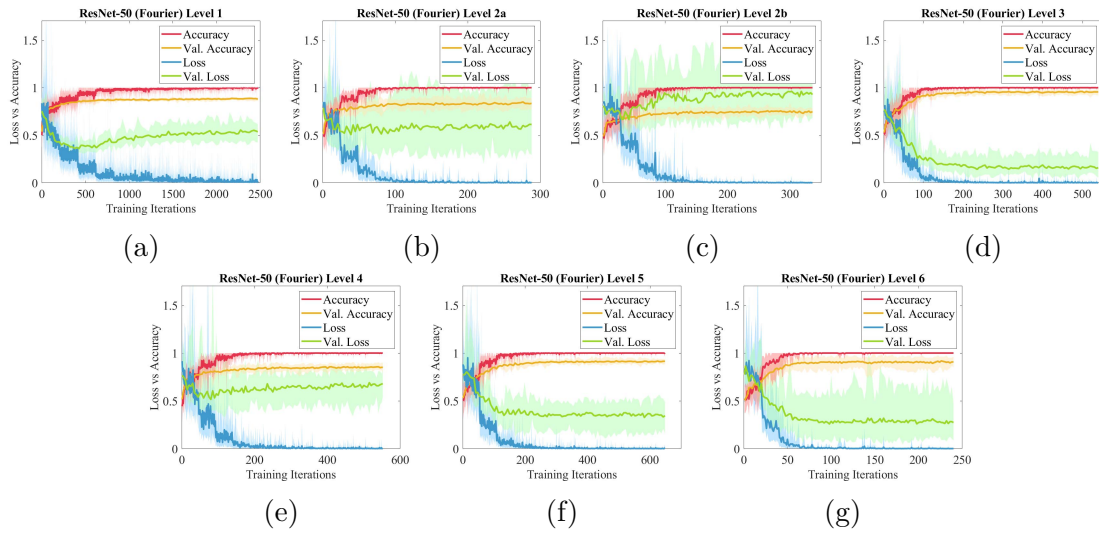 ResNet-50 (Fourier) Level 1
Loss vs Accuracy
1.5
1
0.5
0
Accuracy
Val. Accuracy
Loss
Val. Loss
0 500 1000 1500 2000 2500
Training Iterations
(a)
ResNet-50 (Fourier) Level 2a
Loss vs Accuracy
1.5
1
0.5
0
Accuracy
Val. Accuracy
Loss
Val. Loss
0 100 200 300
Training Iterations
(b)
ResNet-50 (Fourier) Level 2b
Loss vs Accuracy
1.5
1
0.5
0
Accuracy
Val. Accuracy
Loss
Val. Loss
0 100 200 300
Training Iterations
(c)
ResNet-50 (Fourier) Level 3
Loss vs Accuracy
1.5
1
0.5
0
Accuracy
Val. Accuracy
Loss
Val. Loss
0 100 200 300 400 500
Training Iterations
(d)
ResNet-50 (Fourier) Level 4
Loss vs Accuracy
1.5
1
0.5
0
Accuracy
Val. Accuracy
Loss
Val. Loss
0 200 400 600
Training Iterations
(e)
ResNet-50 (Fourier) Level 5
Loss vs Accuracy
1.5
1
0.5
0
Accuracy
Val. Accuracy
Loss
Val. Loss
0 200 400 600
Training Iterations
(f)
ResNet-50 (Fourier) Level 6
Loss vs Accuracy
1.5
1
0.5
0
Accuracy
Val. Accuracy
Loss
Val. Loss
0 50 100 150 200 250
Training Iterations
(g)